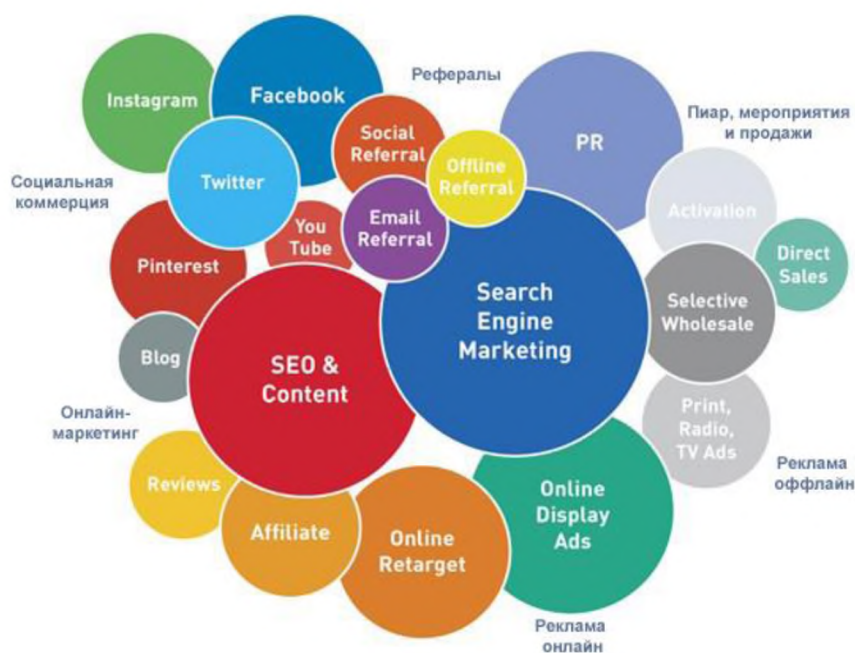 Рефералы
Facebook
Instagram
Пиар, мероприятия
и продажи
Social
Referral
PR
Offline
Referral
Социальная
коммерция
Twitter
Activation
Email
Referral
You
Tube
Direct
Sales
Pinterest
Search
Engine
Marketing
Selective
Wholesale
Blog
SEO &
Content
Онлайн-
маркетинг
Print,
Radio,
TV Ads
Реклама
оффлайн
Reviews
Online
Display
Ads
Affiliate
Online
Retarget
Реклама
онлайн